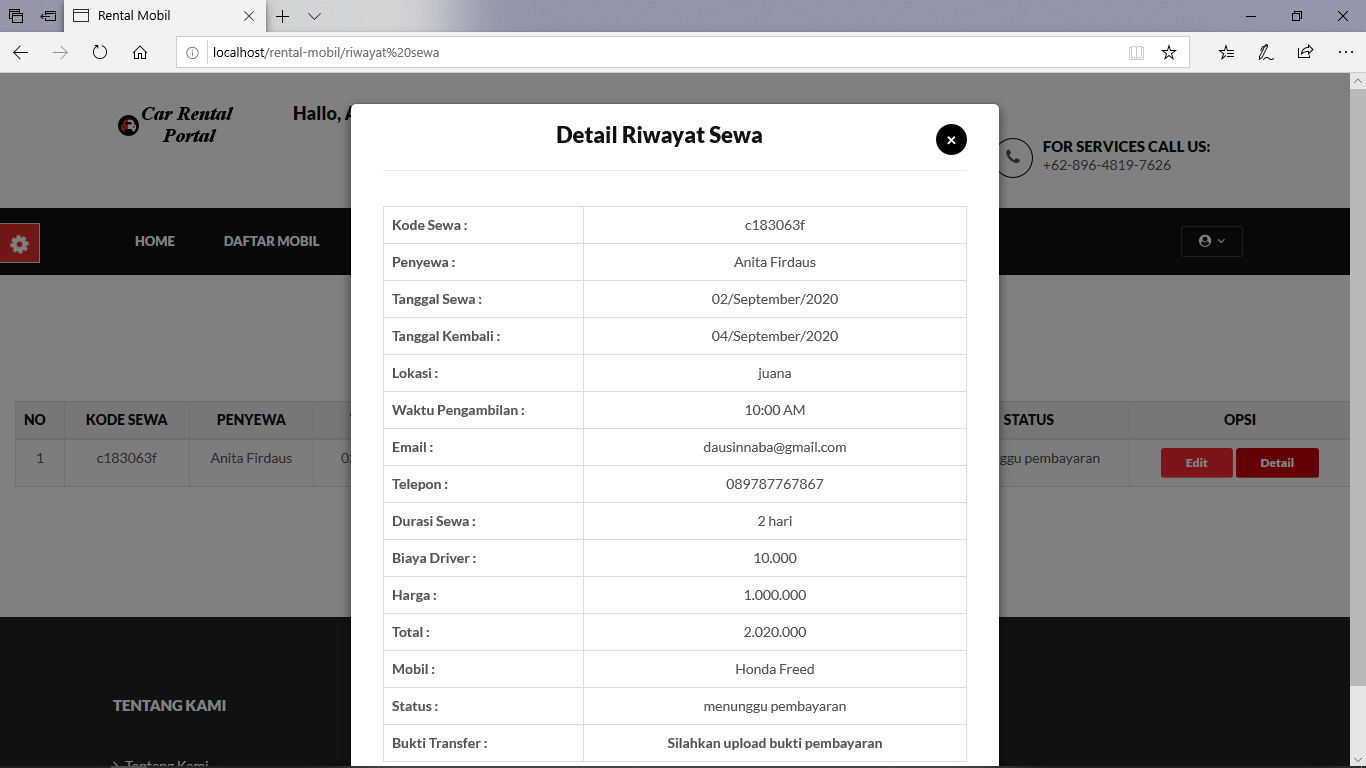 Rental Mobil
localhost/rental-mobil/riwayat%20sewa
Car Rental
Portal
Hallo,
FOR SERVICES CALL US:
+62-896-4819-7626
HOME DAFTAR MOBIL
Detail Riwayat Sewa
Kode Sewa : c183063f
Penyewa : Anita Firdaus
Tanggal Sewa : 02/September/2020
Tanggal Kembali : 04/September/2020
Lokasi : juana
Waktu Pengambilan : 10:00 AM
Email : dausinnaba@gmail.com
Telepon : 089787767867
Durasi Sewa : 2 hari
Biaya Driver : 10.000
Harga : 1.000.000
Total : 2.020.000
Mobil : Honda Freed
Status : menunggu pembayaran
Bukti Transfer : Silahkan upload bukti pembayaran
NO KODE SEWA PENYEWA STATUS OPSI
1 c183063f Anita Firdaus ggu pembayaran Edit Detail
TENTANG KAMI
Tentang Kami